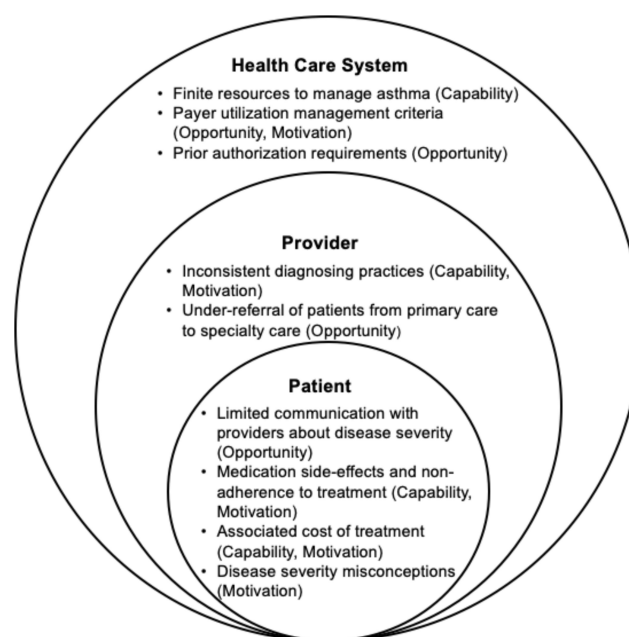 Health Care System
• Finite resources to manage asthma (Capability)
• Payer utilization management criteria
(Opportunity, Motivation)
• Prior authorization requirements (Opportunity)
Provider
• Inconsistent diagnosing practices (Capability,
Motivation)
• Under-referral of patients from primary care
to specialty care (Opportunity)
Patient
• Limited communication with
providers about disease severity
(Opportunity)
• Medication side-effects and non-
adherence to treatment (Capability,
Motivation)
• Associated cost of treatment
(Capability, Motivation)
• Disease severity misconceptions
(Motivation)